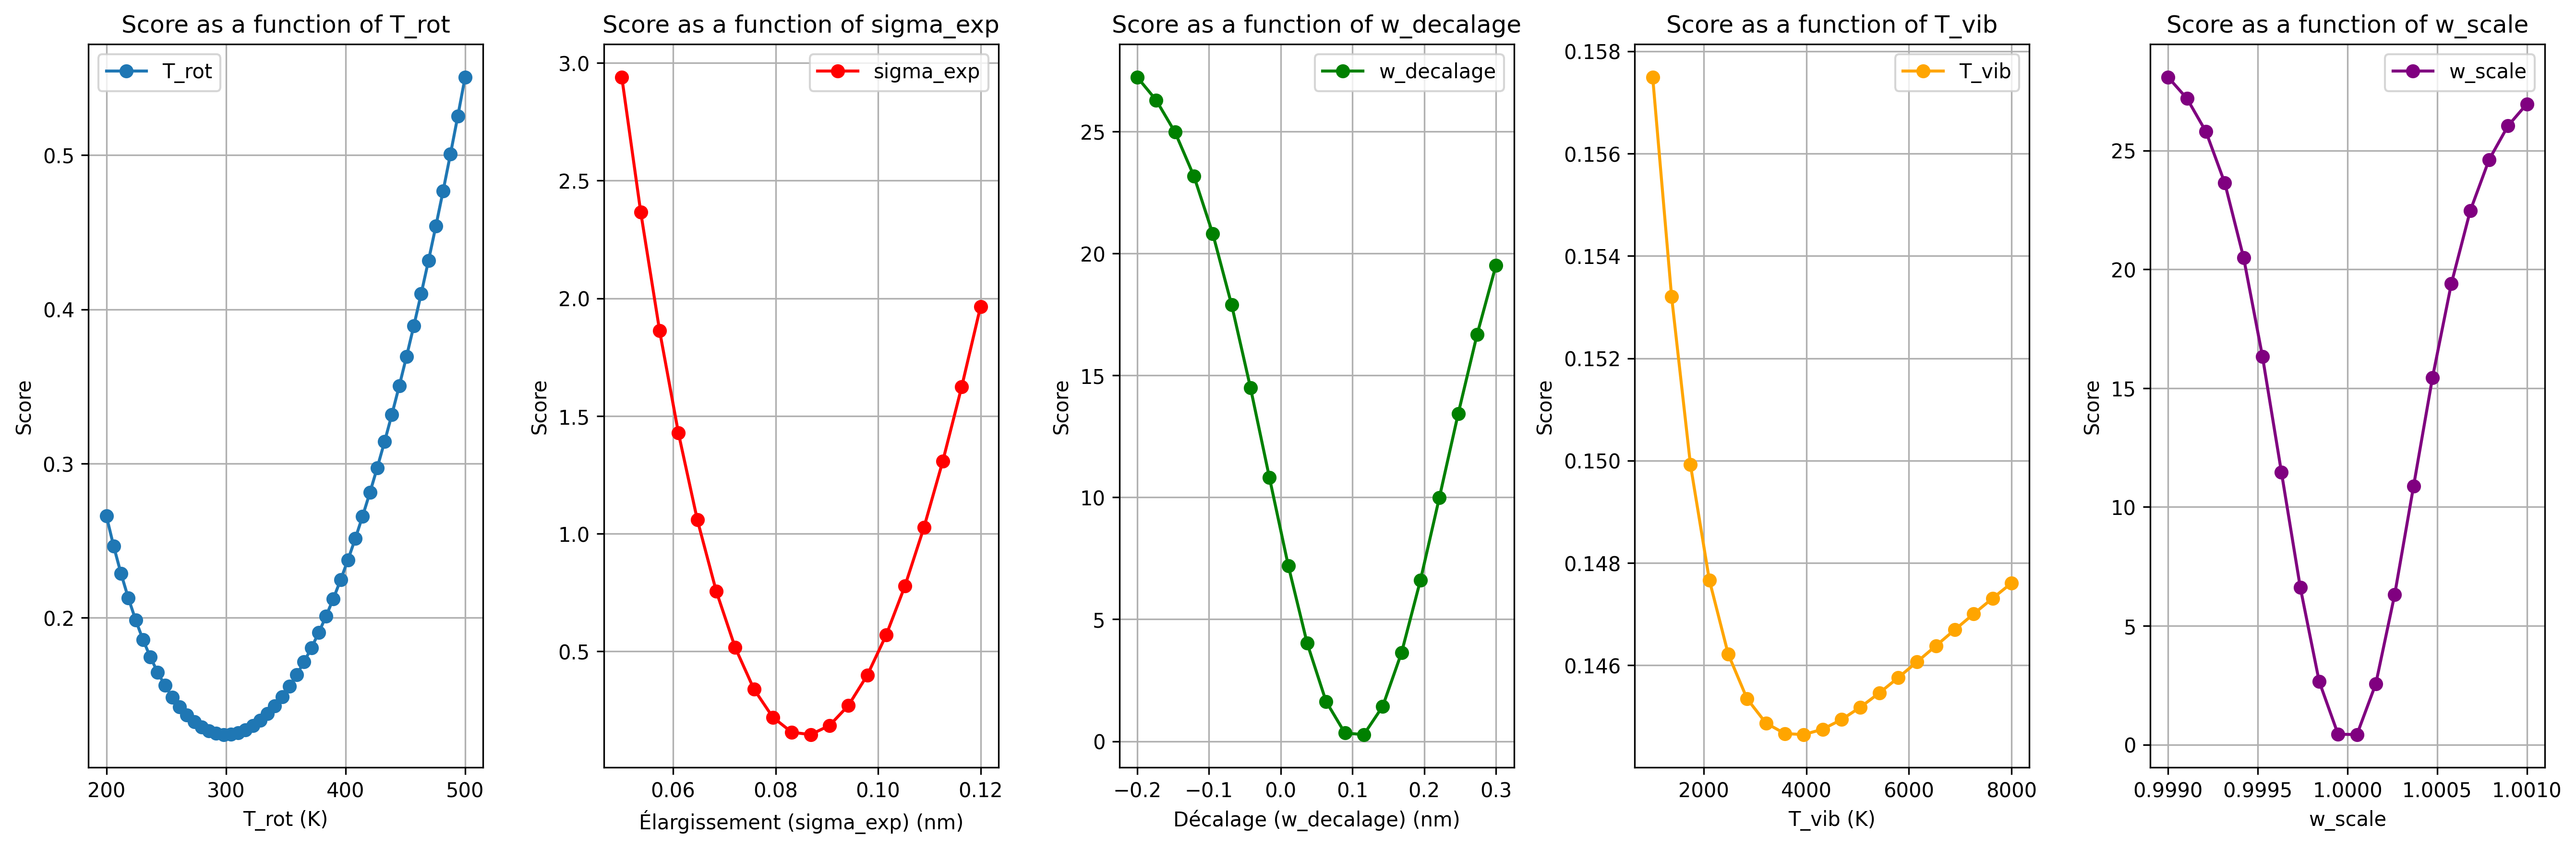 Score as a function of T_rot
T_rot
0.5
0.4
0.3
0.2
Score
200 300 400 500
T_rot (K)
Score as a function of sigma_exp
sigma_exp
3.0
2.5
2.0
1.5
1.0
0.5
Score
0.06 0.08 0.10 0.12
Élargissement (sigma_exp) (nm)
Score as a function of w_decalage
w_decalage
25
20
15
10
5
0
Score
−0.2 −0.1 0.0 0.1 0.2 0.3
Décalage (w_decalage) (nm)
Score as a function of T_vib
T_vib
0.158
0.156
0.154
0.152
0.150
0.148
0.146
Score
2000 4000 6000 8000
T_vib (K)
Score as a function of w_scale
w_scale
25
20
15
10
5
0
Score
0.9990 0.9995 1.0000 1.0005 1.0010
w_scale